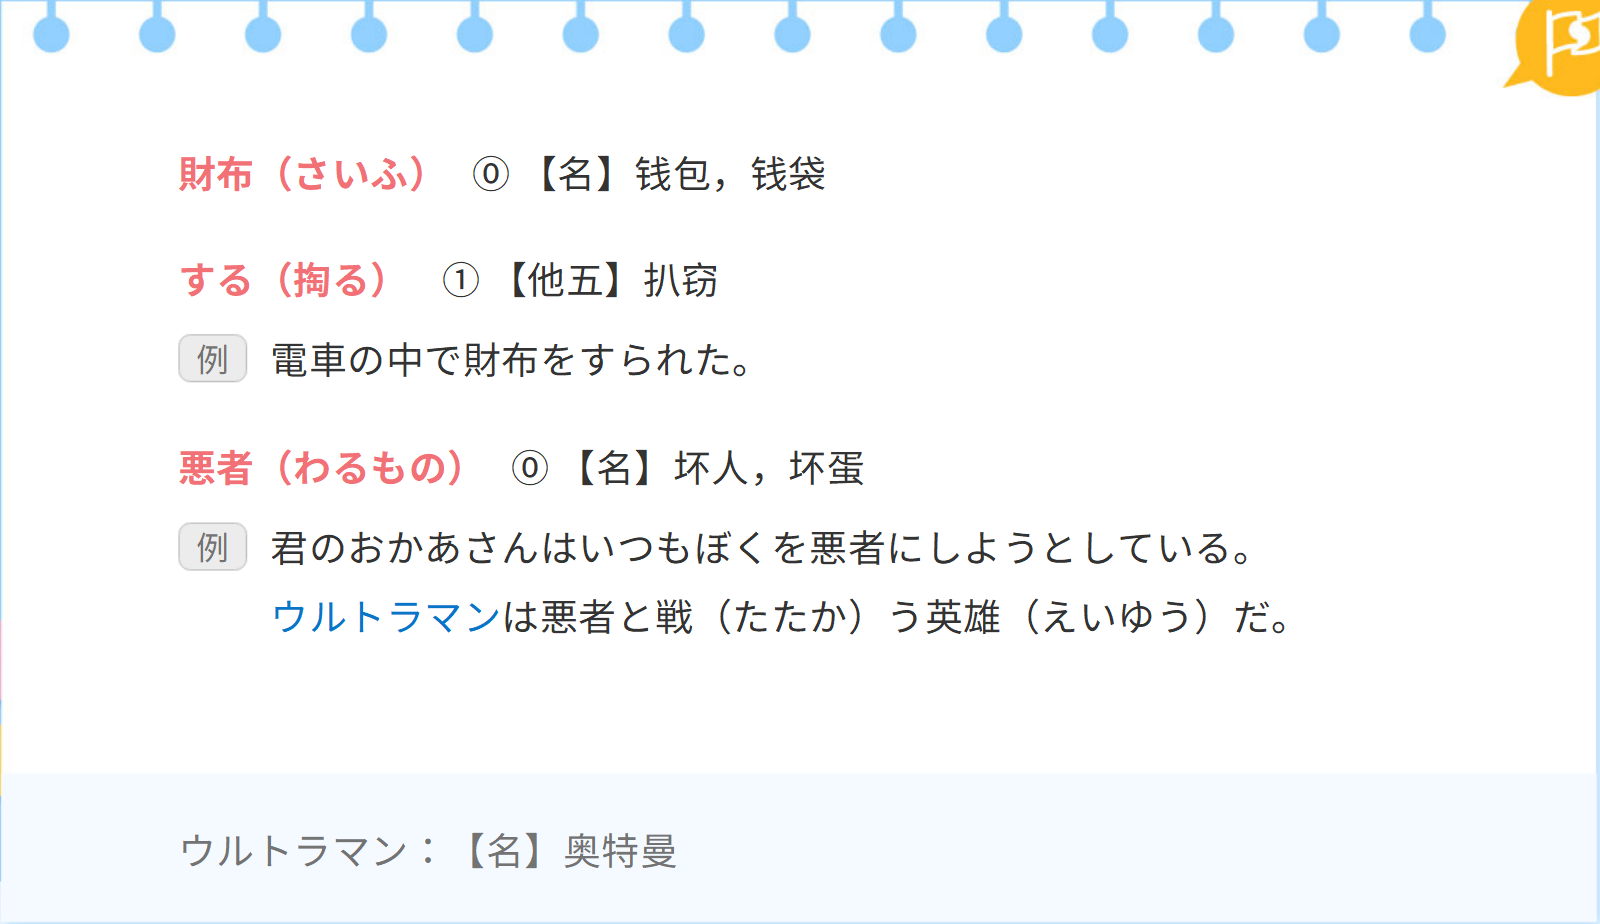 財布（さいふ） ⓪ 【名】钱包，钱袋
する（掏る） ① 【他五】扒窃
例 電車の中で財布をすられた。
悪者（わるもの） ⓪ 【名】坏人，坏蛋
例 君のおかあさんはいつもぼくを悪者にしようとしている。
ウルトラマンは悪者と戦（たたか）う英雄（えいゆう）だ。
ウルトラマン：【名】奥特曼